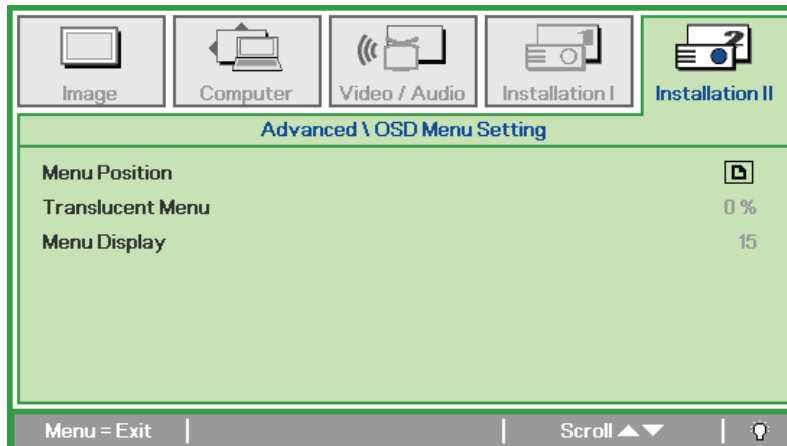 Image Computer Video / Audio Installation I Installation II
Advanced \ OSD Menu Setting
Menu Position
Translucent Menu 0 %
Menu Display 15
Menu = Exit Scroll ▲▼